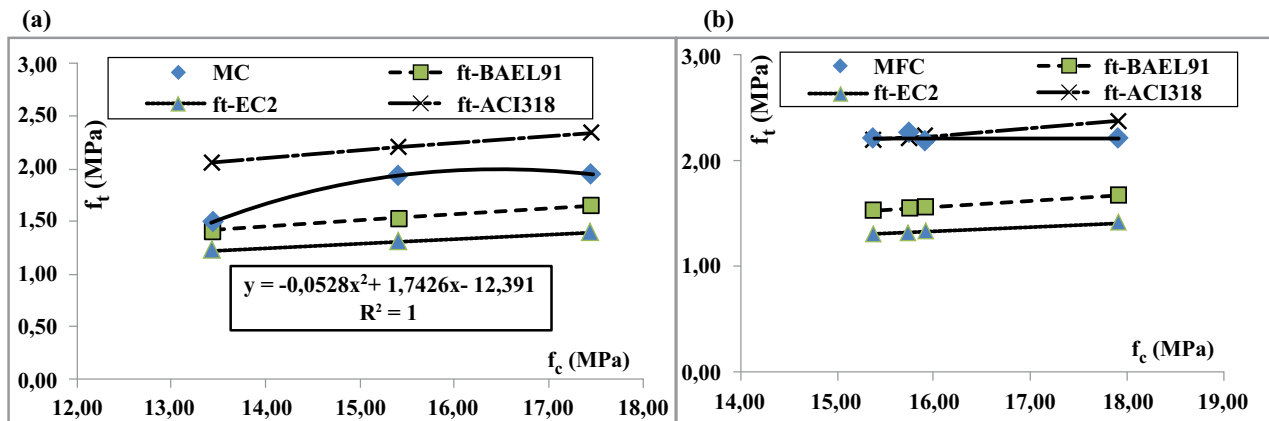 (a)
3,00
2,50
2,00
1,50
1,00
0,50
0,00
f_t (MPa)
MC
ft-BAEL91
ft-EC2
ft-ACI318
y = -0,0528x²+ 1,7426x- 12,391
R² = 1
f_c (MPa)
12,00 13,00 14,00 15,00 16,00 17,00 18,00
(b)
3,00
2,00
1,00
0,00
f_t (MPa)
MFC
ft-BAEL91
ft-EC2
ft-ACI318
f_c (MPa)
14,00 15,00 16,00 17,00 18,00 19,00